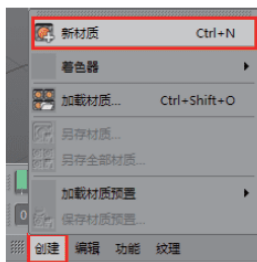 新材质 Ctrl+N
着色器
加载材质... Ctrl+Shift+O
另存材质...
另存全部材质...
加载材质预置
保存材质预置...
0
创建 编辑 功能 纹理